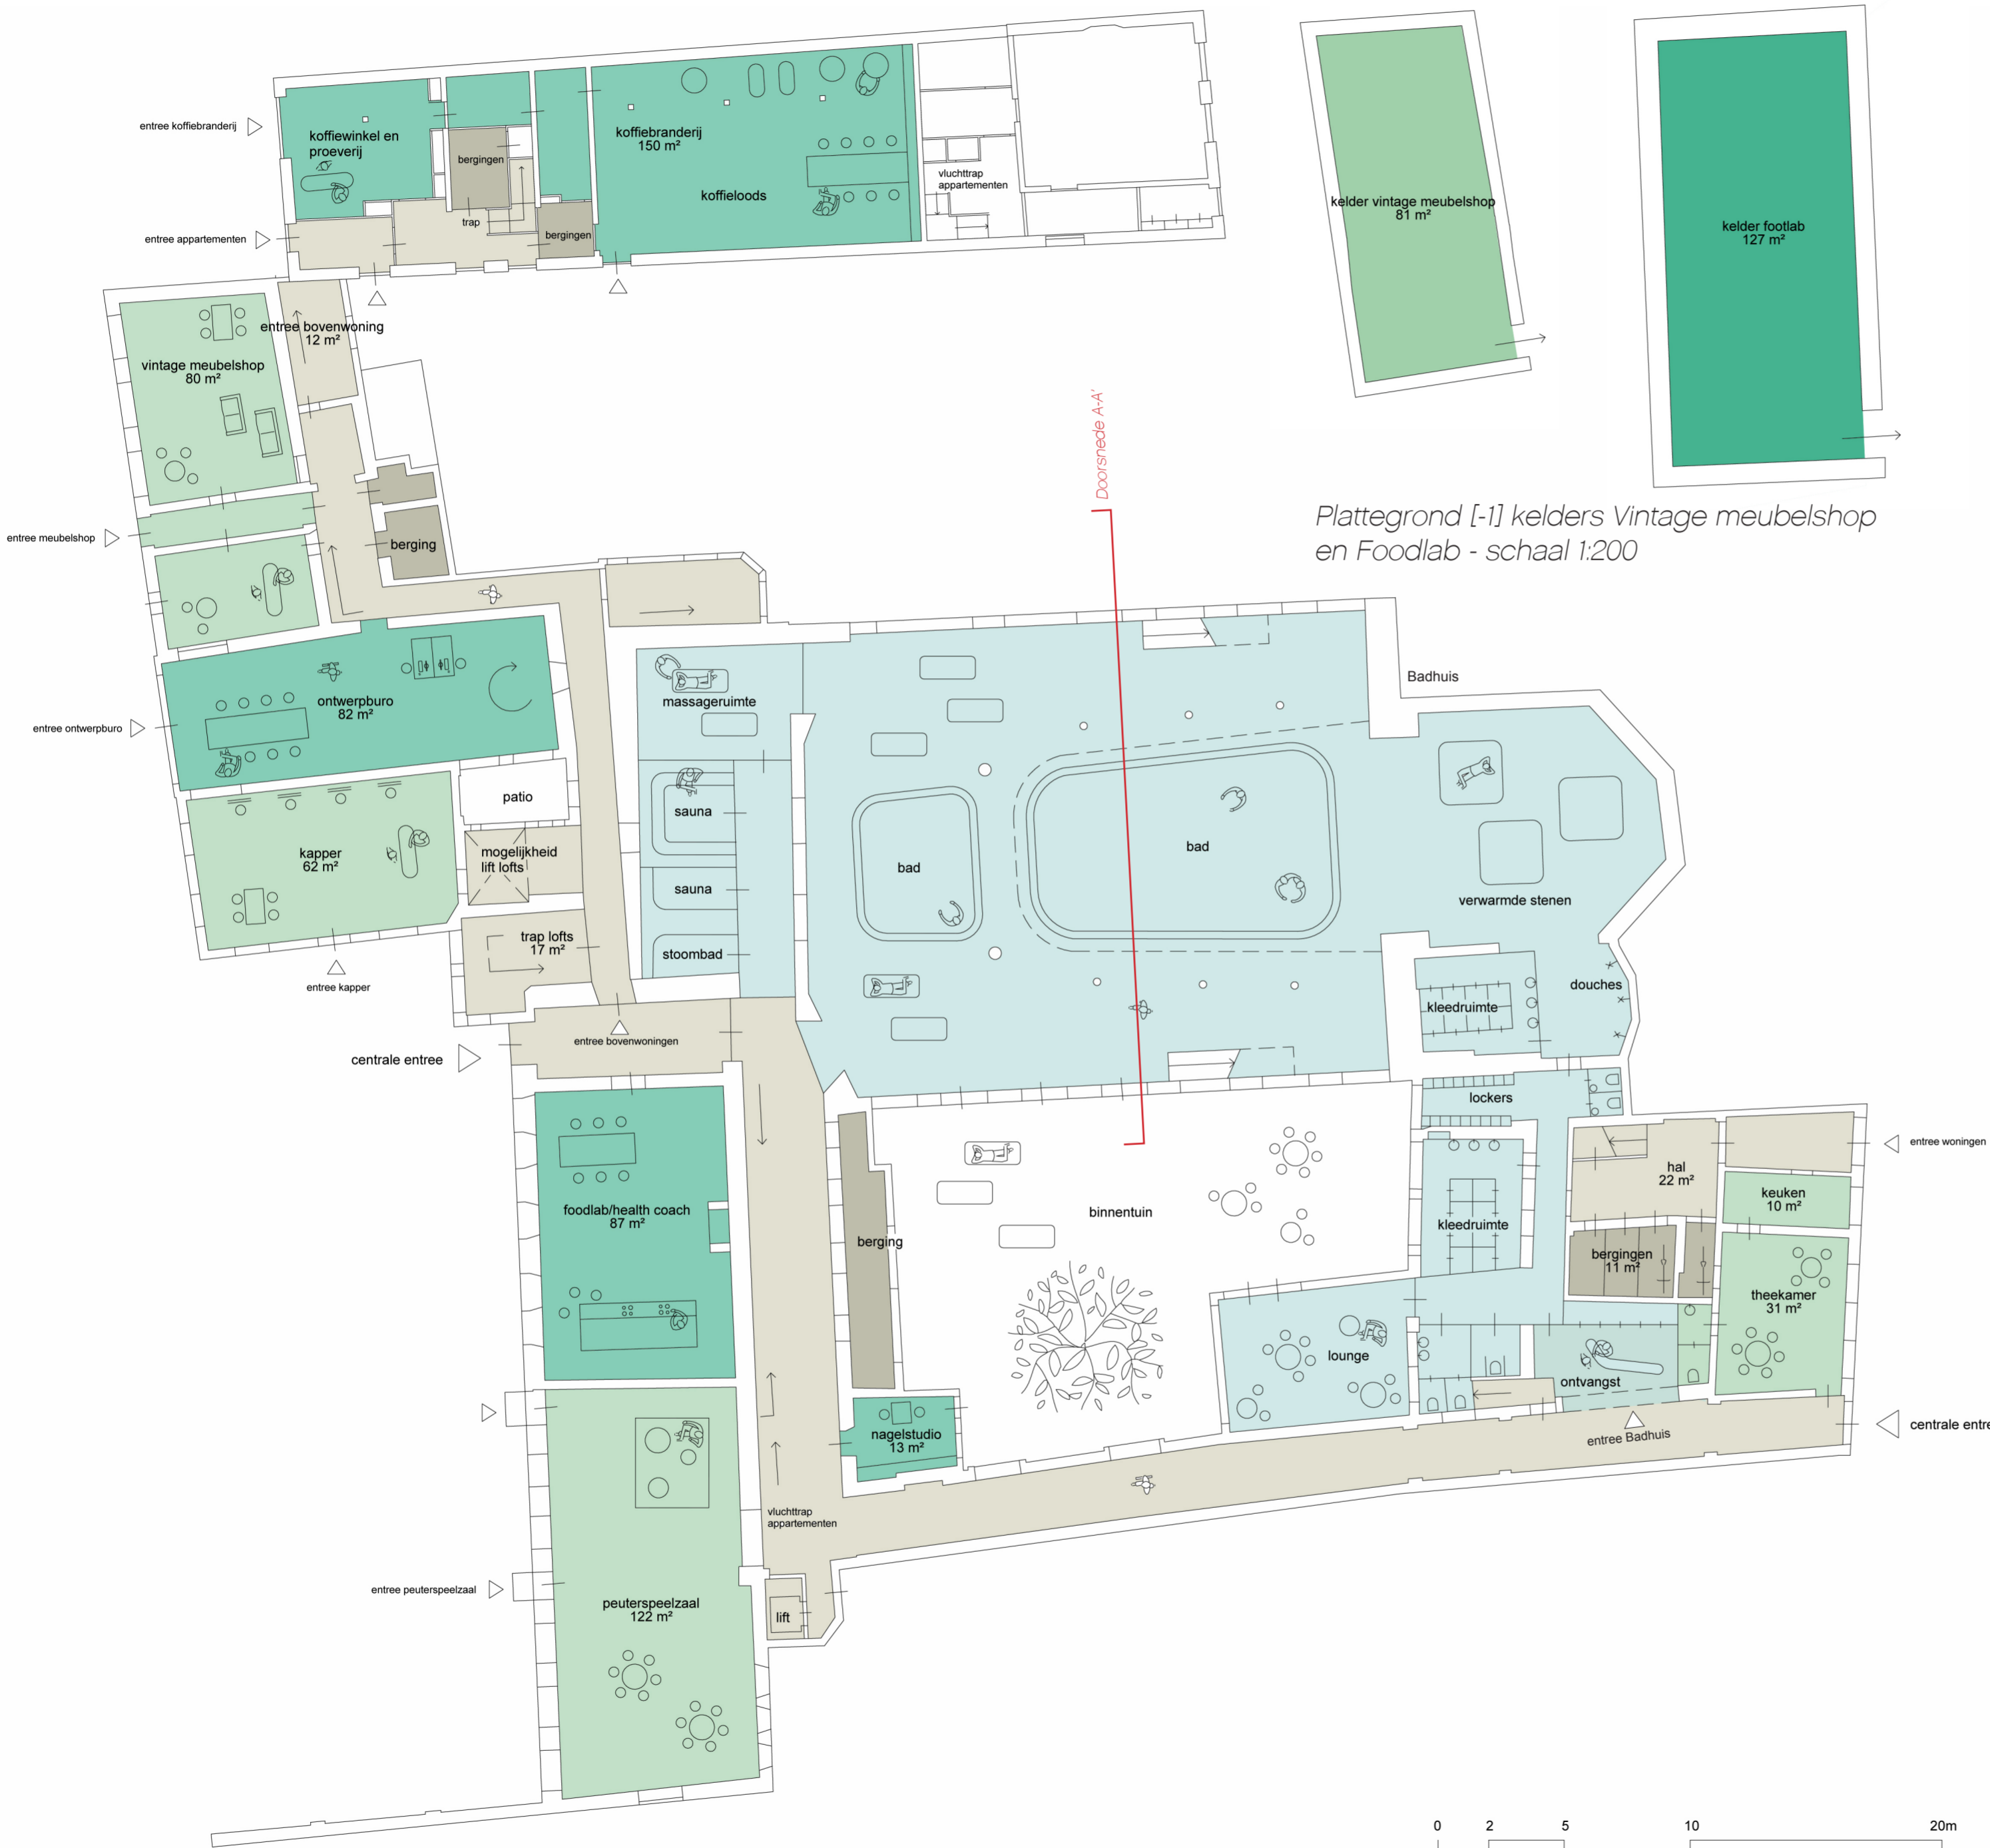 entree koffiebranderij
koffiewinkel en
proeverij
bergingen
trap
bergingen
koffiebranderij
150 m²
koffieloods
vluchttrap
appartementen
entree appartementen
kelder vintage meubelshop
81 m²
kelder footlab
127 m²
Plattegrond [-1] kelders Vintage meubelshop
en Foodlab - schaal 1:200
entree bovenwoning
12 m²
vintage meubelshop
80 m²
entree meubelshop
berging
Doorsnede A-A'
ontwerpburo
82 m²
entree ontwerpburo
patio
kapper
62 m²
mogelijkheid
lift lofts
trap lofts
17 m²
entree kapper
massageruimte
sauna
sauna
stoombad
bad
bad
Badhuis
verwarmde stenen
kleedruimte
douches
entree bovenwoningen
centrale entree
lockers
foodlab/health coach
87 m²
berging
binnentuin
kleedruimte
hal
22 m²
entree woningen
keuken
10 m²
bergingen
11 m²
theekamer
31 m²
lounge
ontvangst
nagelstudio
13 m²
entree Badhuis
centrale entre
vluchttrap
appartementen
entree peuterspeelzaal
peuterspeelzaal
122 m²
lift
0 2 5 10 20m